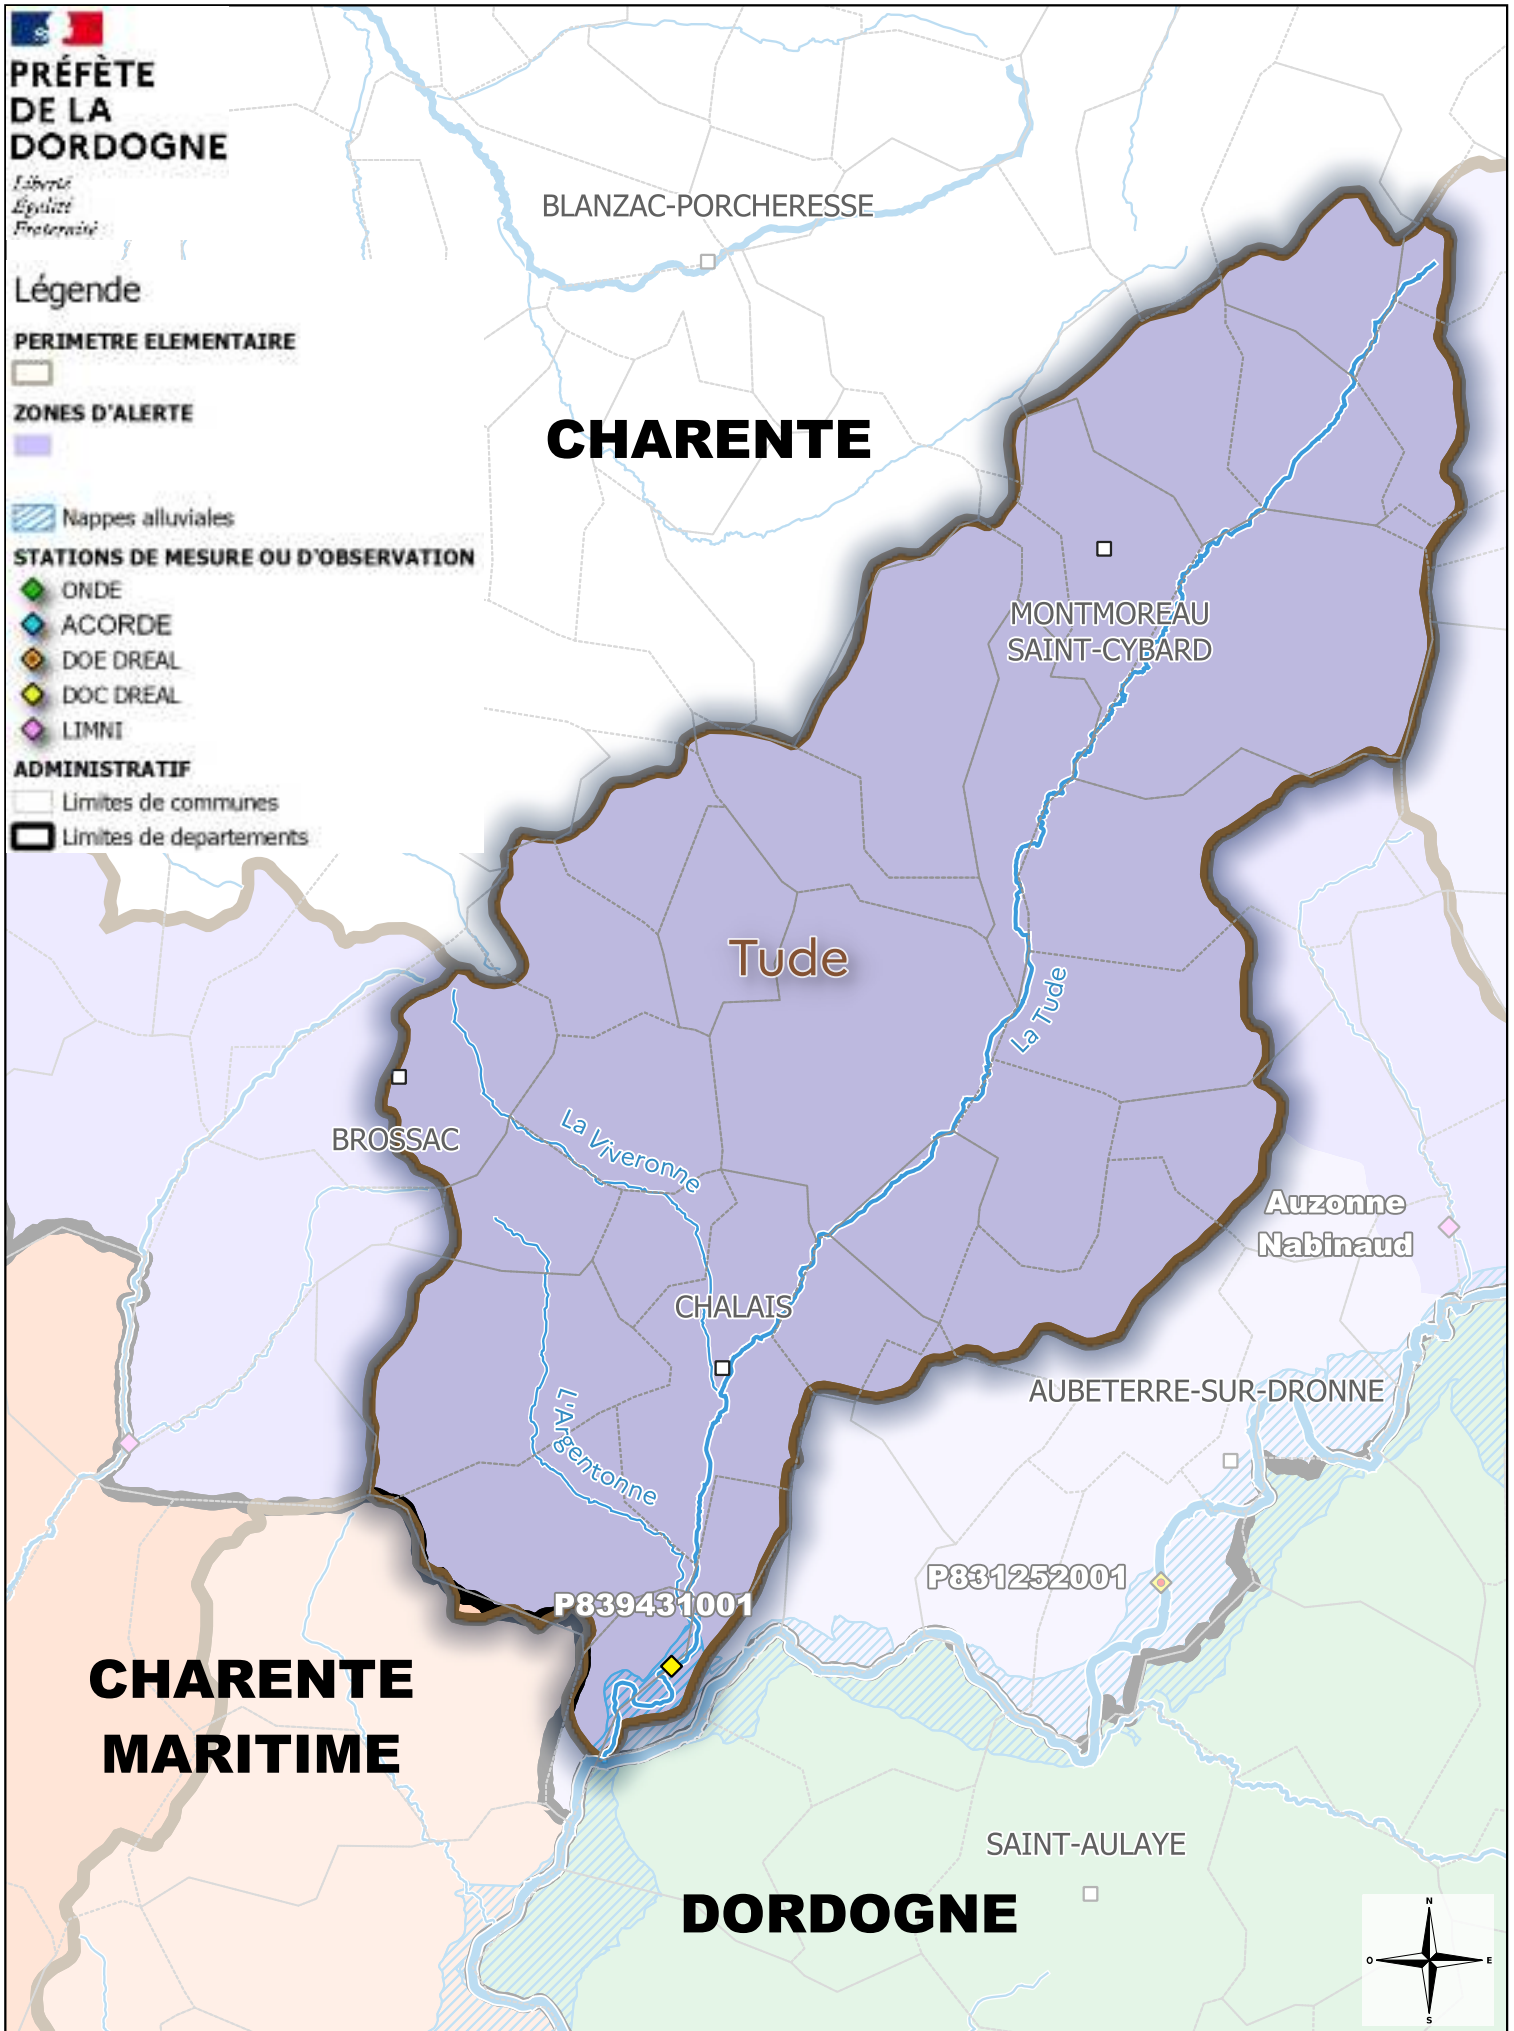 PRÉFÈTE
DE LA
DORDOGNE
Liberté
Égalité
Fraternité
Légende
PERIMETRE ELEMENTAIRE
ZONES D'ALERTE
Nappes alluviales
STATIONS DE MESURE OU D'OBSERVATION
ONDE
ACORDE
DOE DREAL
DOC DREAL
LIMNI
ADMINISTRATIF
Limites de communes
Limites de departements
BLANZAC-PORCHERESSE
CHARENTE
MONTMOREAU
SAINT-CYBARD
Tude
La Tude
BROSSAC
La Viveronne
Auzonne
Nabinaud
CHALAIS
AUBETERRE-SUR-DRONNE
L'Argentonne
P831252001
P839431001
CHARENTE
MARITIME
SAINT-AULAYE
DORDOGNE
N
O
E
S